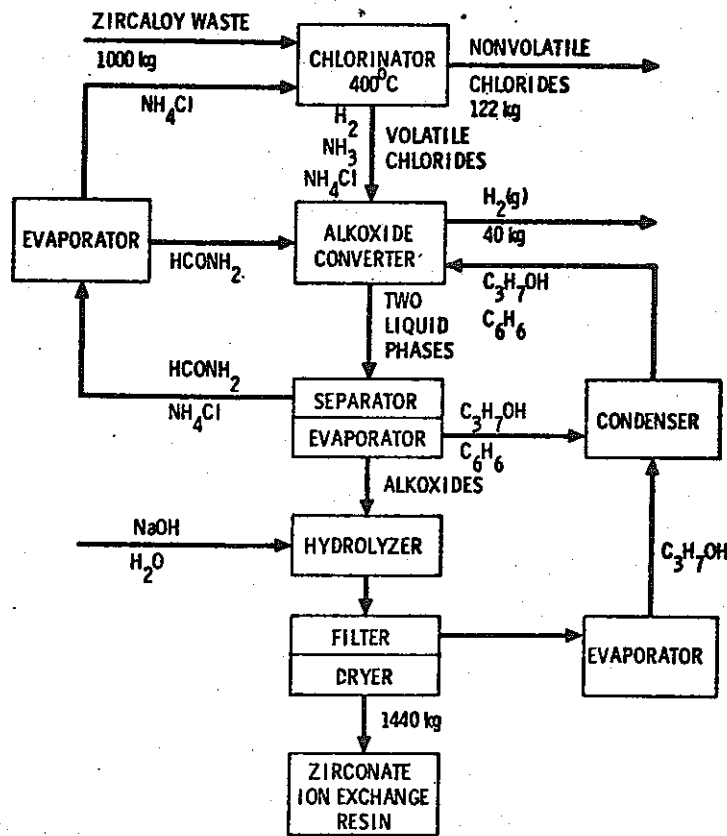 ZIRCALOY WASTE
1000 kg
NH₄Cl
CHLORINATOR
400°C
NONVOLATILE
CHLORIDES
122 kg
H₂
NH₃
NH₄Cl
VOLATILE
CHLORIDES
EVAPORATOR
HCONH₂
ALKOXIDE
CONVERTER
H₂(g)
40 kg
C₃H₇OH
C₆H₆
TWO
LIQUID
PHASES
HCONH₂
NH₄Cl
SEPARATOR
EVAPORATOR
C₃H₇OH
C₆H₆
CONDENSER
ALKOXIDES
NaOH
H₂O
HYDROLYZER
C₃H₇OH
FILTER
DRYER
EVAPORATOR
1440 kg
ZIRCONATE
ION EXCHANGE
RESIN